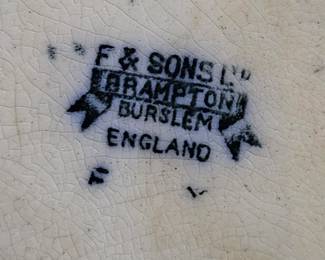 F & SONS LTD
BRAMPTON
BURSLEM
ENGLAND